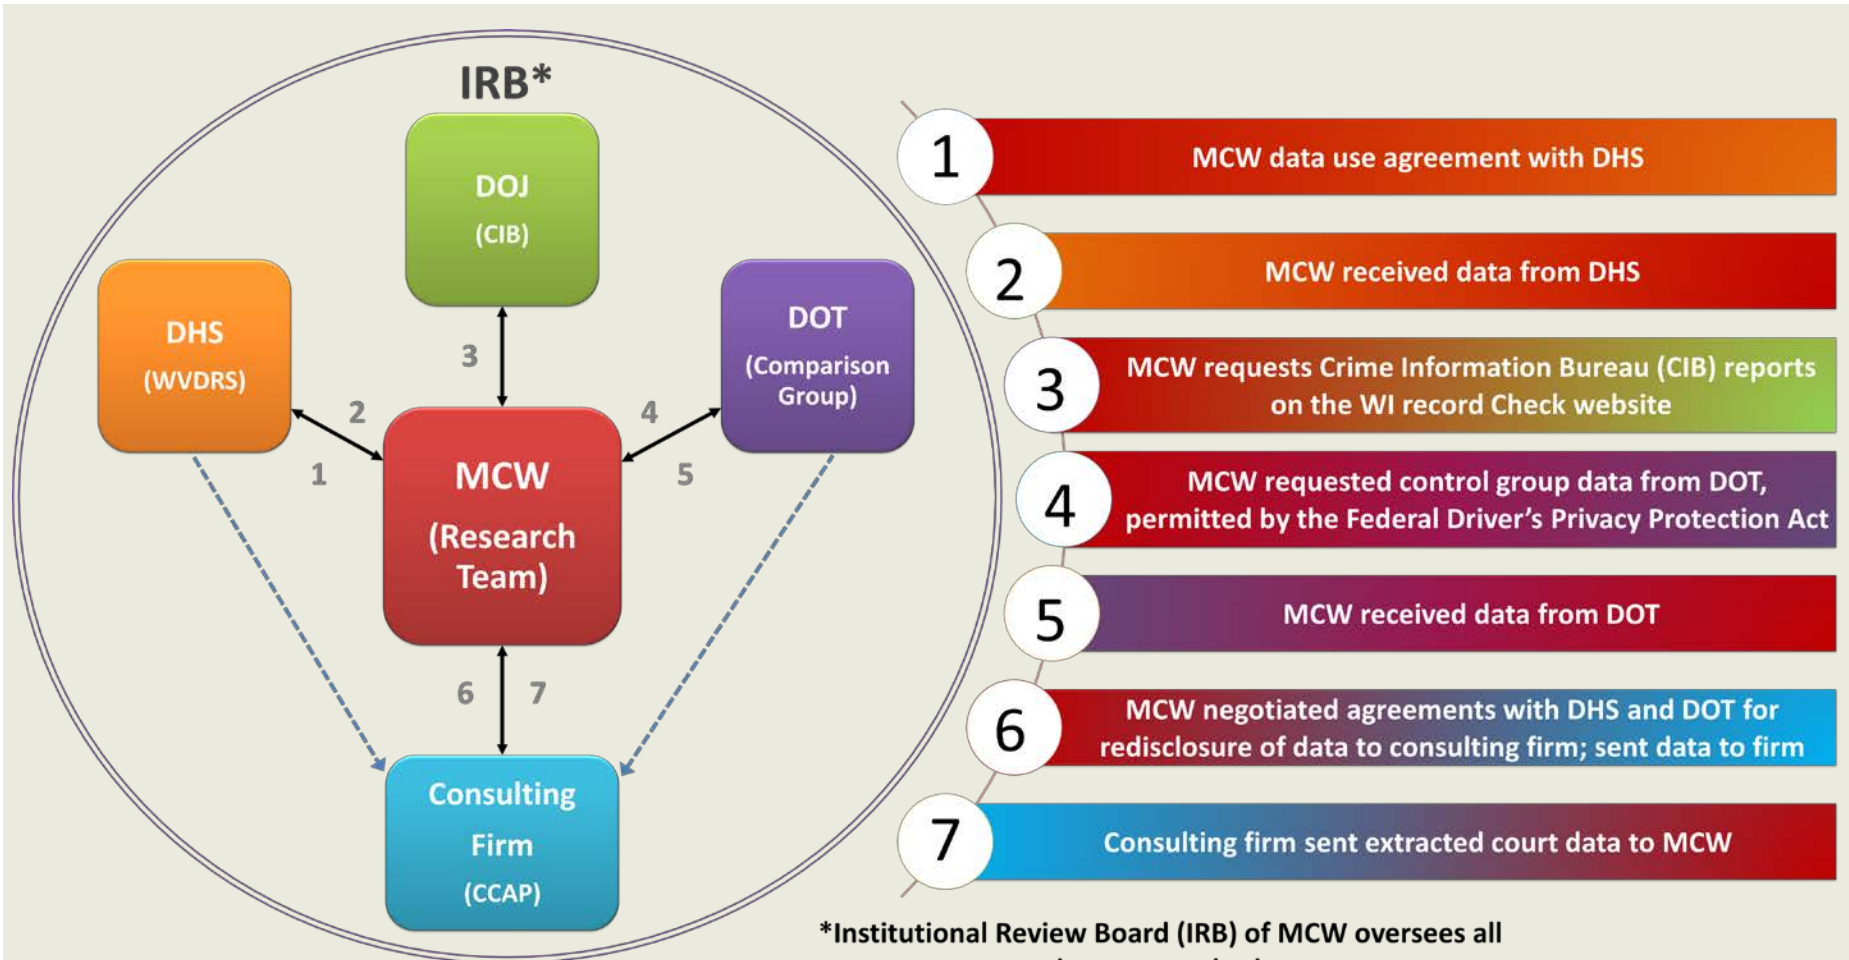 IRB*
DOJ
(CIB)
DHS
(WVDRS)
DOT
(Comparison
Group)
3
2
1
4
5
MCW
(Research
Team)
6
7
Consulting
Firm
(CCAP)
1
MCW data use agreement with DHS
2
MCW received data from DHS
3
MCW requests Crime Information Bureau (CIB) reports
on the WI record Check website
4
MCW requested control group data from DOT,
permitted by the Federal Driver’s Privacy Protection Act
5
MCW received data from DOT
6
MCW negotiated agreements with DHS and DOT for
redisclosure of data to consulting firm; sent data to firm
7
Consulting firm sent extracted court data to MCW
*Institutional Review Board (IRB) of MCW oversees all